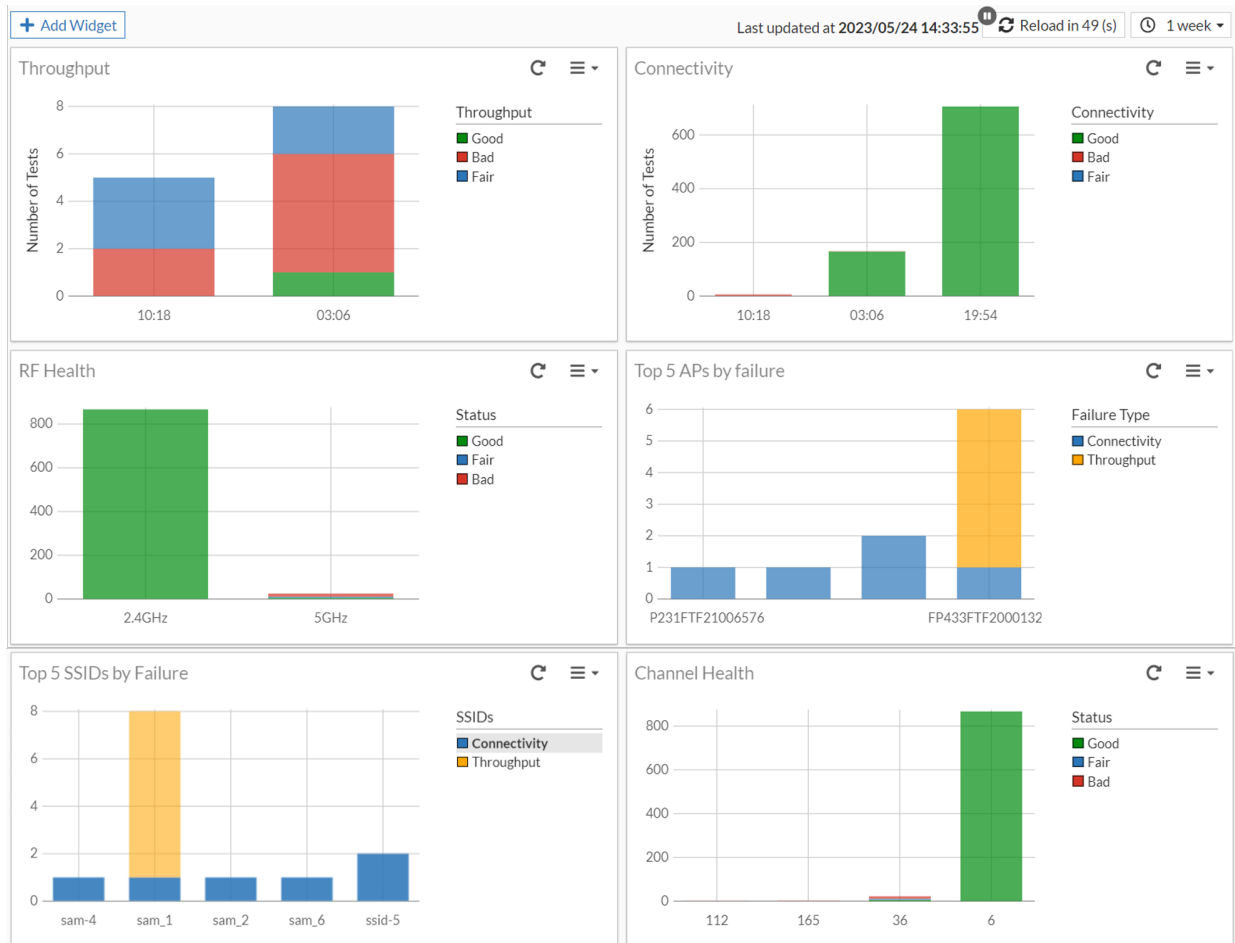 Add Widget
Last updated at 2023/05/24 14:33:55
Reload in 49 (s)
1 week
Throughput
Number of Tests
8
6
4
2
0
10:18
03:06
Throughput
Good
Bad
Fair
Connectivity
Number of Tests
600
400
200
0
10:18
03:06
19:54
Connectivity
Good
Bad
Fair
RF Health
800
600
400
200
0
2.4GHz
5GHz
Status
Good
Fair
Bad
Top 5 APs by failure
6
5
4
3
2
1
0
P231FTF21006576
FP433FTF2000132
Failure Type
Connectivity
Throughput
Top 5 SSIDs by Failure
8
6
4
2
0
sam-4
sam_1
sam_2
sam_6
ssid-5
SSIDs
Connectivity
Throughput
Channel Health
800
600
400
200
0
112
165
36
6
Status
Good
Fair
Bad